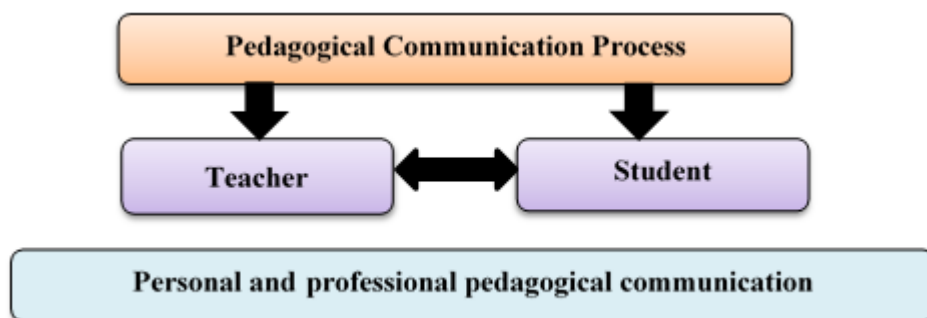 Pedagogical Communication Process
Teacher
Student
Personal and professional pedagogical communication